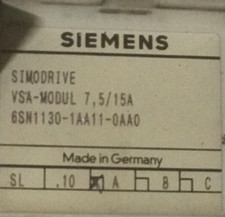 SIEMENS
SIMODRIVE
VSA-MODUL 7,5/15A
6SN1130-1AA11-0AA0
Made in Germany
SL .10 A B C